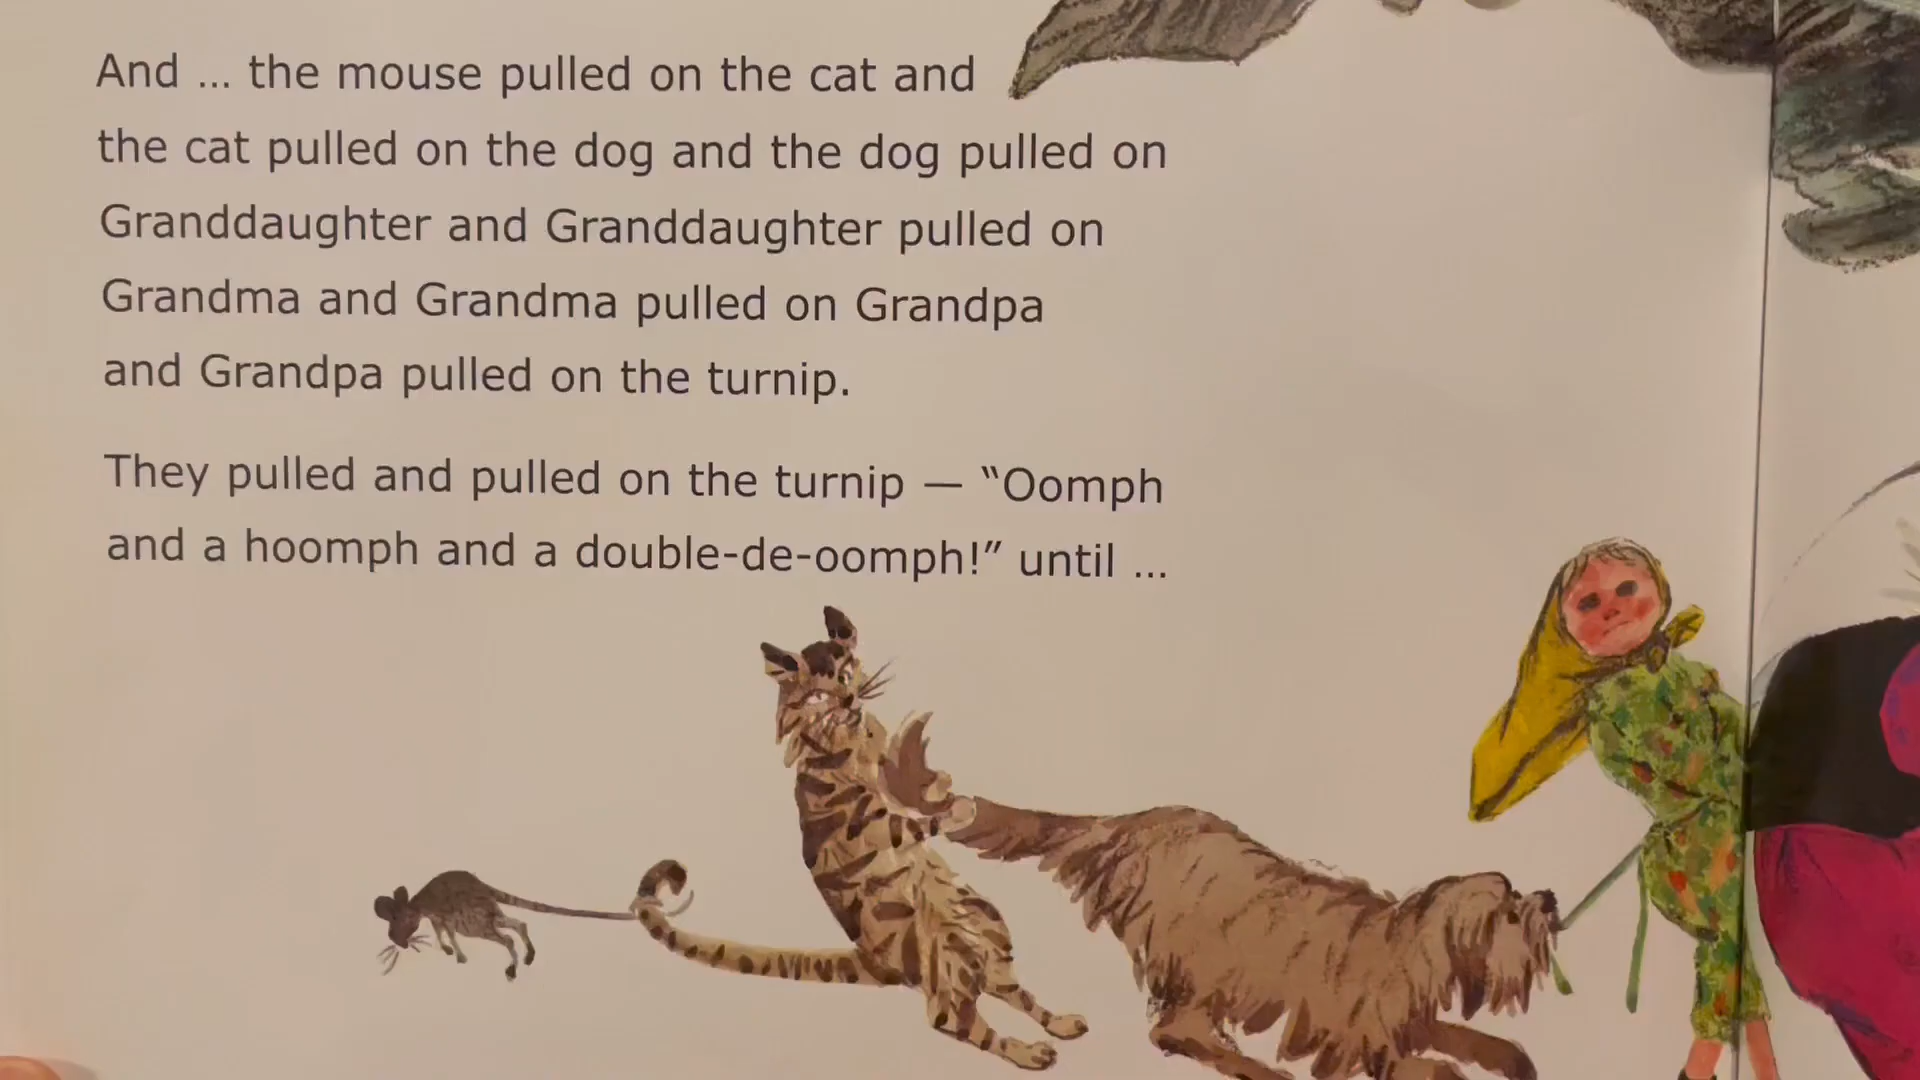 And ... the mouse pulled on the cat and
the cat pulled on the dog and the dog pulled on
Granddaughter and Granddaughter pulled on
Grandma and Grandma pulled on Grandpa
and Grandpa pulled on the turnip.
They pulled and pulled on the turnip — “Oomph
and a hoomph and a double-de-oomph!” until ...